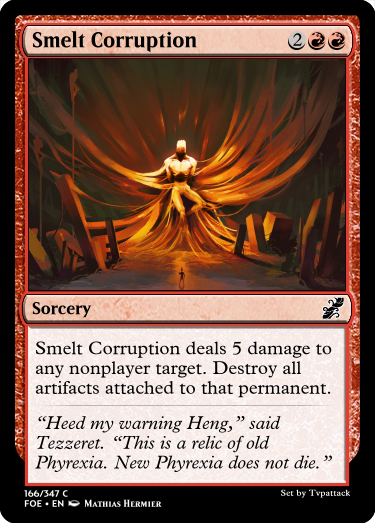 Smelt Corruption 2
Sorcery
Smelt Corruption deals 5 damage to
any nonplayer target. Destroy all
artifacts attached to that permanent.
“Heed my warning Heng,” said
Tezzeret. “This is a relic of old
Phyrexia. New Phyrexia does not die.”
166/347 C
FOE • EN Mathias Hermier
Set by Tvpattack